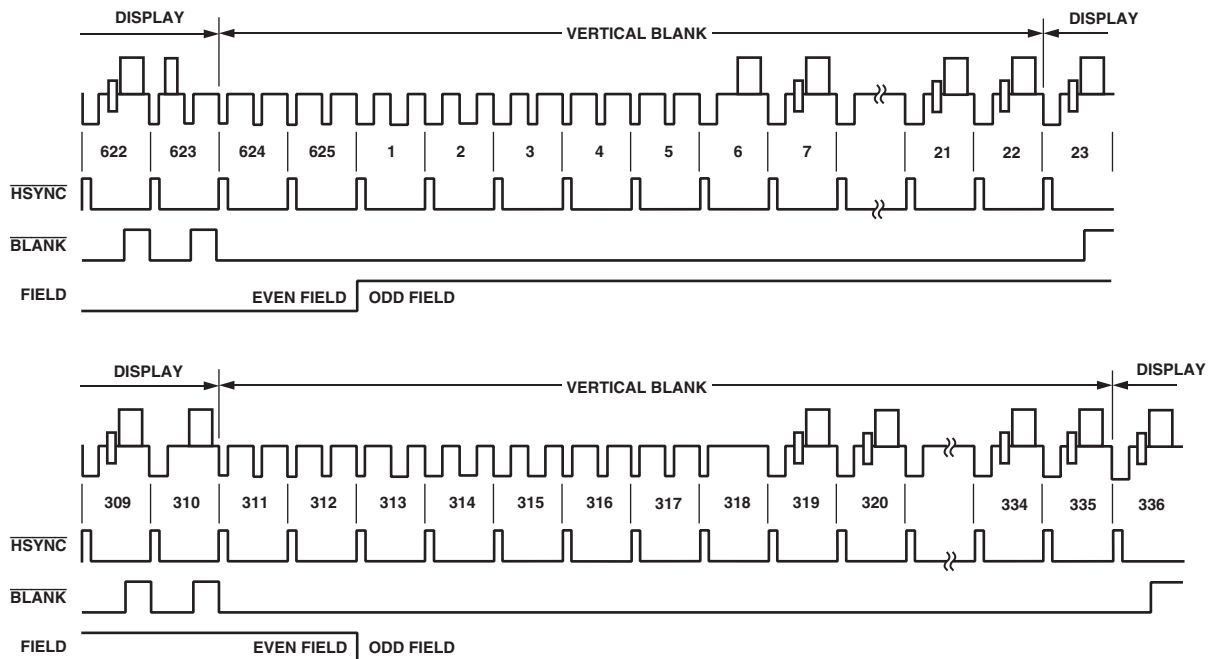 DISPLAY VERTICAL BLANK DISPLAY
622 623 624 625 1 2 3 4 5 6 7 21 22 23
HSYNC
BLANK
FIELD EVEN FIELD ODD FIELD
DISPLAY VERTICAL BLANK DISPLAY
309 310 311 312 313 314 315 316 317 318 319 320 334 335 336
HSYNC
BLANK
FIELD EVEN FIELD ODD FIELD